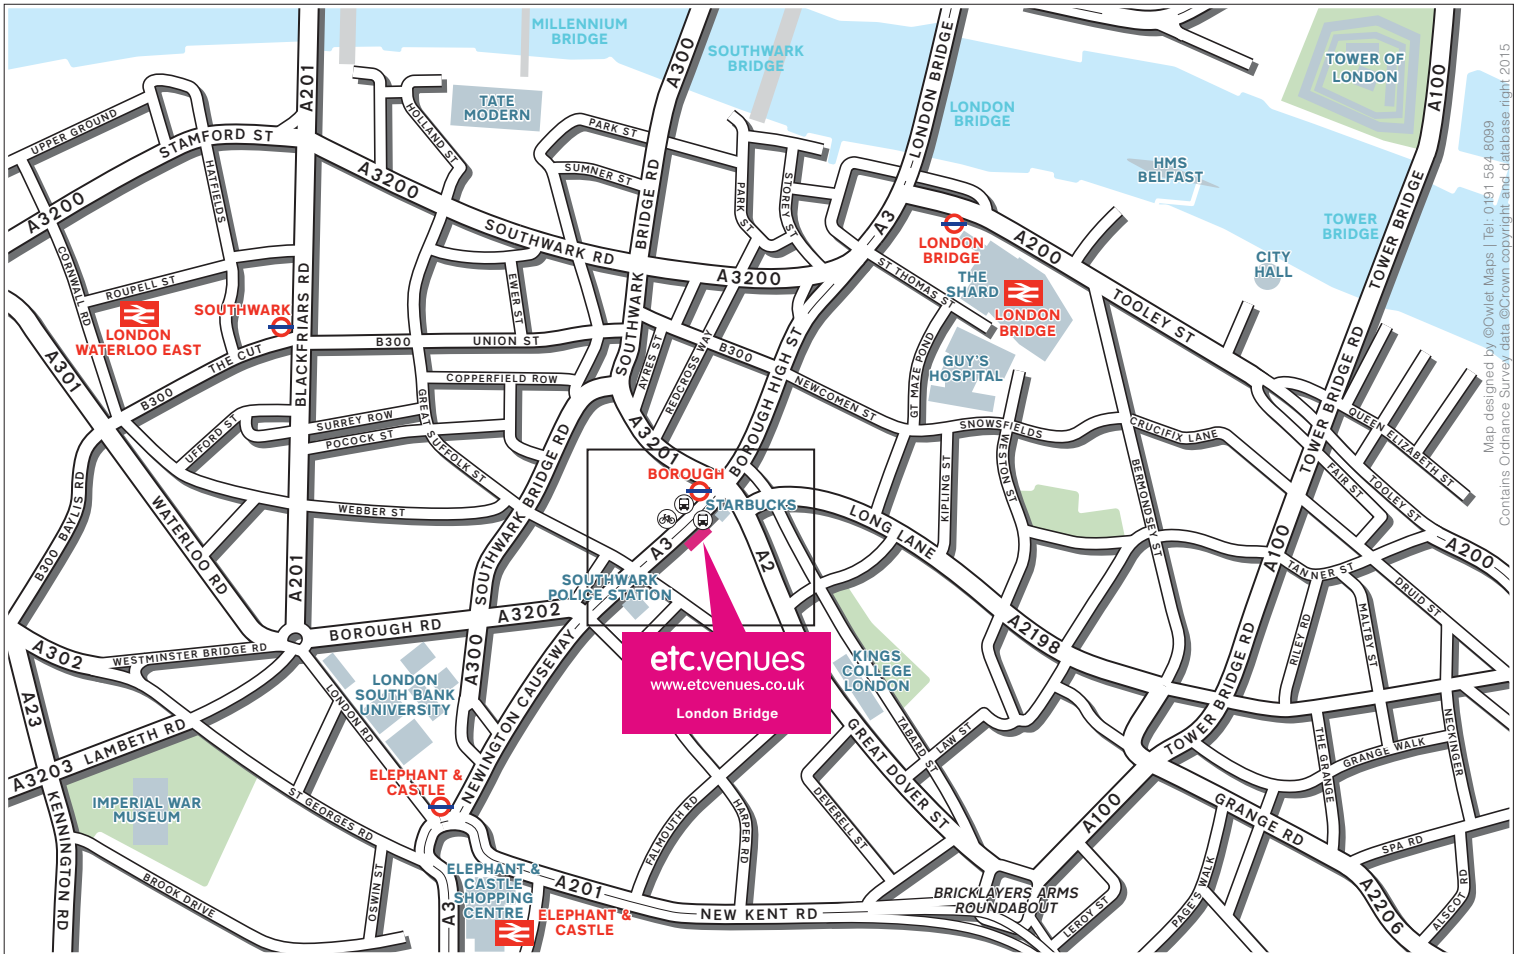 MILLENNIUM
BRIDGE
SOUTHWARK
BRIDGE
A300
A201
LONDON BRIDGE
LONDON
BRIDGE
TOWER OF
LONDON
A100
TATE
MODERN
UPPER GROUND
STAMFORD ST
HOLLAND ST
PARK ST
SUMNER ST
HATFIELDS
A3200
A3200
BRIDGE RD
PARK ST
STOREY ST
HMS
BELFAST
TOWER
BRIDGE
TOWER BRIDGE
A3
LONDON
BRIDGE
A200
CITY
HALL
CORNWALL RD
ROUPELL ST
SOUTHWARK RD
A3200
ST THOMAS ST
THE
SHARD
LONDON
BRIDGE
TOOLEY ST
EWER ST
LONDON
WATERLOO EAST
SOUTHWARK
BLACKFRIARS RD
THE CUT
B300
B300
UNION ST
SOUTHWARK
AYRES ST
REDCROSS WAY
B300
BOROUGH HIGH ST
NEWCOMEN ST
GT MAZE POND
GUY'S
HOSPITAL
A301
COPPERFIELD ROW
GREAT SUFFOLK ST
SURREY ROW
POCOCK ST
UFFORD ST
A3201
SNOWSFIELDS
CRUCIFIX LANE
TOWER BRIDGE RD
QUEEN ELIZABETH ST
FAIR ST
TOOLEY ST
BOROUGH
STARBUCKS
KIPLING ST
WESTON ST
BERMONDSEY ST
WEBBER ST
SOUTHWARK BRIDGE RD
WATERLOO RD
B300 BAYLIS RD
A201
LONG LANE
A3
A2
A100
A200
TANNER ST
DRUID ST
SOUTHWARK
POLICE STATION
A3202
BOROUGH RD
A2198
RILEY RD
MALTBY ST
A302
WESTMINSTER BRIDGE RD
A300
NEWINGTON CAUSEWAY
etc.venues
www.etcvenues.co.uk
London Bridge
KINGS
COLLEGE
LONDON
LONDON
SOUTH BANK
UNIVERSITY
LONDON RD
A23
A3203 LAMBETH RD
TABARD ST
LAW ST
GREAT DOVER ST
TOWER BRIDGE RD
THE GRANGE
GRANGE WALK
NECKINGER
ELEPHANT &
CASTLE
IMPERIAL WAR
MUSEUM
KENNINGTON RD
ST GEORGES RD
FALMOUTH RD
HARPER RD
DEVERELL ST
A100
GRANGE RD
SPA RD
BROOK DRIVE
OSWIN ST
ELEPHANT &
CASTLE
SHOPPING
CENTRE
A3
ELEPHANT &
CASTLE
A201
NEW KENT RD
BRICKLAYERS ARMS
ROUNDABOUT
LEROY ST
PAGE'S WALK
A2206
ALSCOT RD
Map designed by ©Owlet Maps | Tel: 0191 584 8099
Contains Ordnance Survey data ©Crown copyright and database right 2015